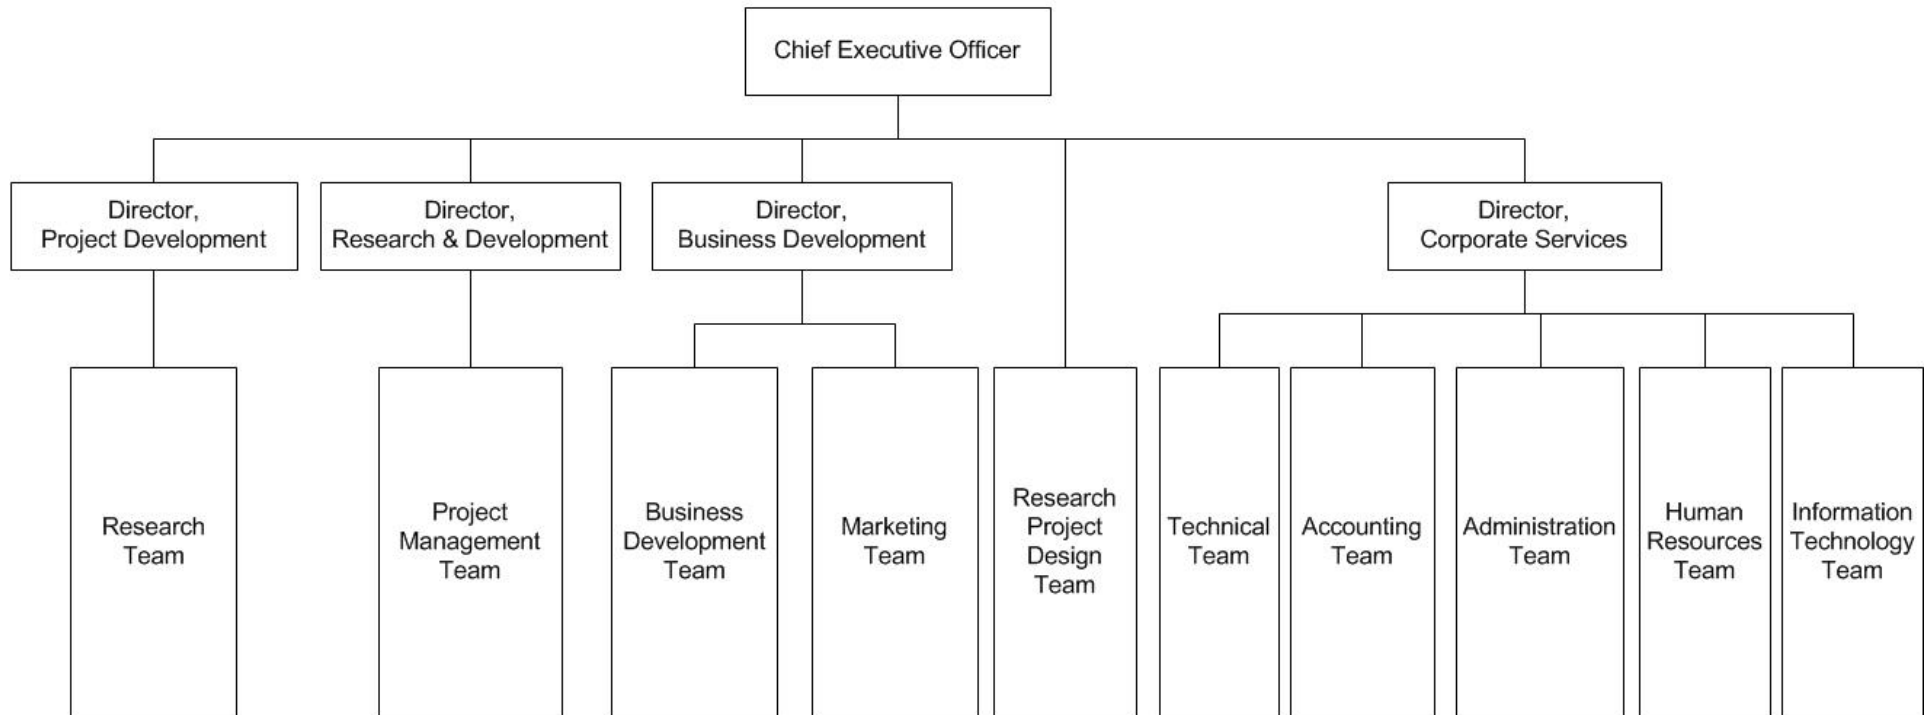 Chief Executive Officer
Director,
Project Development
Director,
Research & Development
Director,
Business Development
Director,
Corporate Services
Research
Team
Project
Management
Team
Business
Development
Team
Marketing
Team
Research
Project
Design
Team
Technical
Team
Accounting
Team
Administration
Team
Human
Resources
Team
Information
Technology
Team